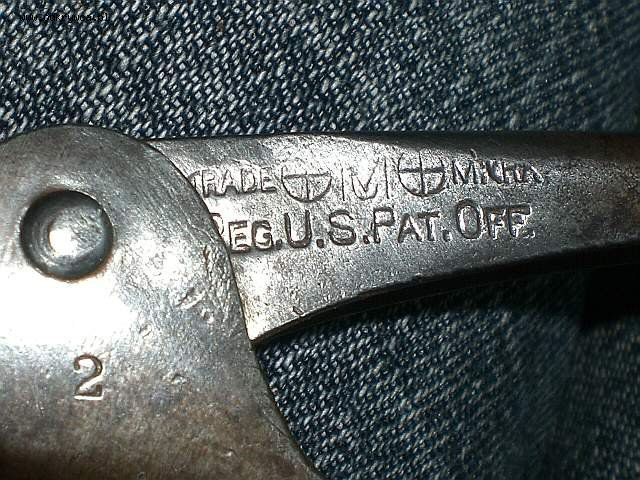 TRADE M MARK
REG. U.S. PAT. OFF.
2